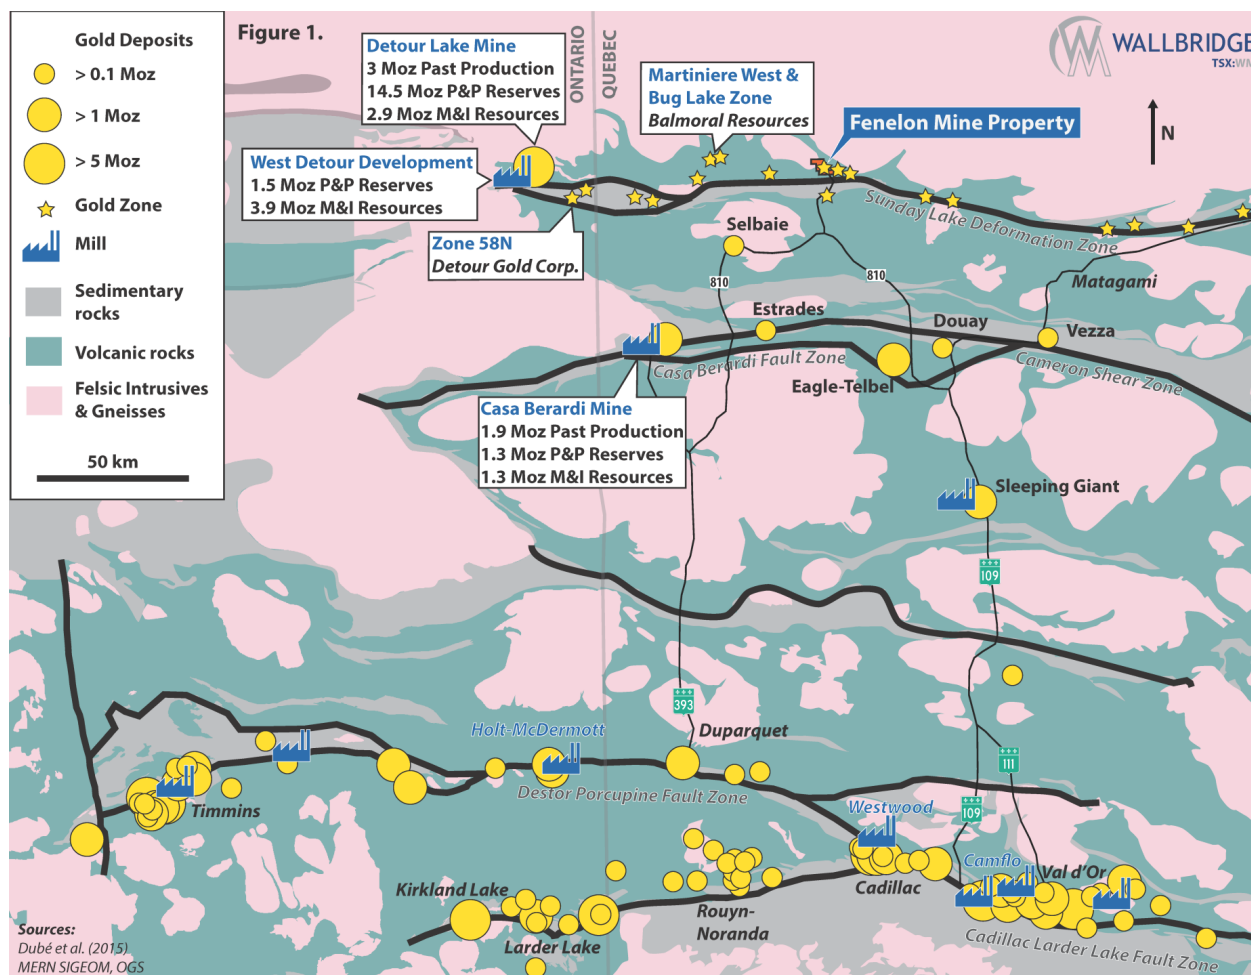 Figure 1.
Gold Deposits
> 0.1 Moz
> 1 Moz
> 5 Moz
Gold Zone
Mill
Sedimentary
rocks
Volcanic rocks
Felsic Intrusives
& Gneisses
50 km
Detour Lake Mine
3 Moz Past Production
14.5 Moz P&P Reserves
2.9 Moz M&I Resources
ONTARIO
QUEBEC
Martiniere West &
Bug Lake Zone
Balmoral Resources
Fenelon Mine Property
WALLBRIDGE
TSX:WM
N
West Detour Development
1.5 Moz P&P Reserves
3.9 Moz M&I Resources
Zone 58N
Detour Gold Corp.
Selbaie
Sunday Lake Deformation Zone
810
810
Matagami
Estrades
Douay
Vezza
Casa Berardi Fault Zone
Eagle-Telbel
Cameron Shear Zone
Casa Berardi Mine
1.9 Moz Past Production
1.3 Moz P&P Reserves
1.3 Moz M&I Resources
Sleeping Giant
109
393
Holt-McDermott
Duparquet
111
Destor Porcupine Fault Zone
Timmins
Westwood
109
Cadillac
Camflo
Val d'Or
Kirkland Lake
Larder Lake
Rouyn-
Noranda
Cadillac Larder Lake Fault Zone
Sources:
Dubé et al. (2015)
MERN SIGEOM, OGS